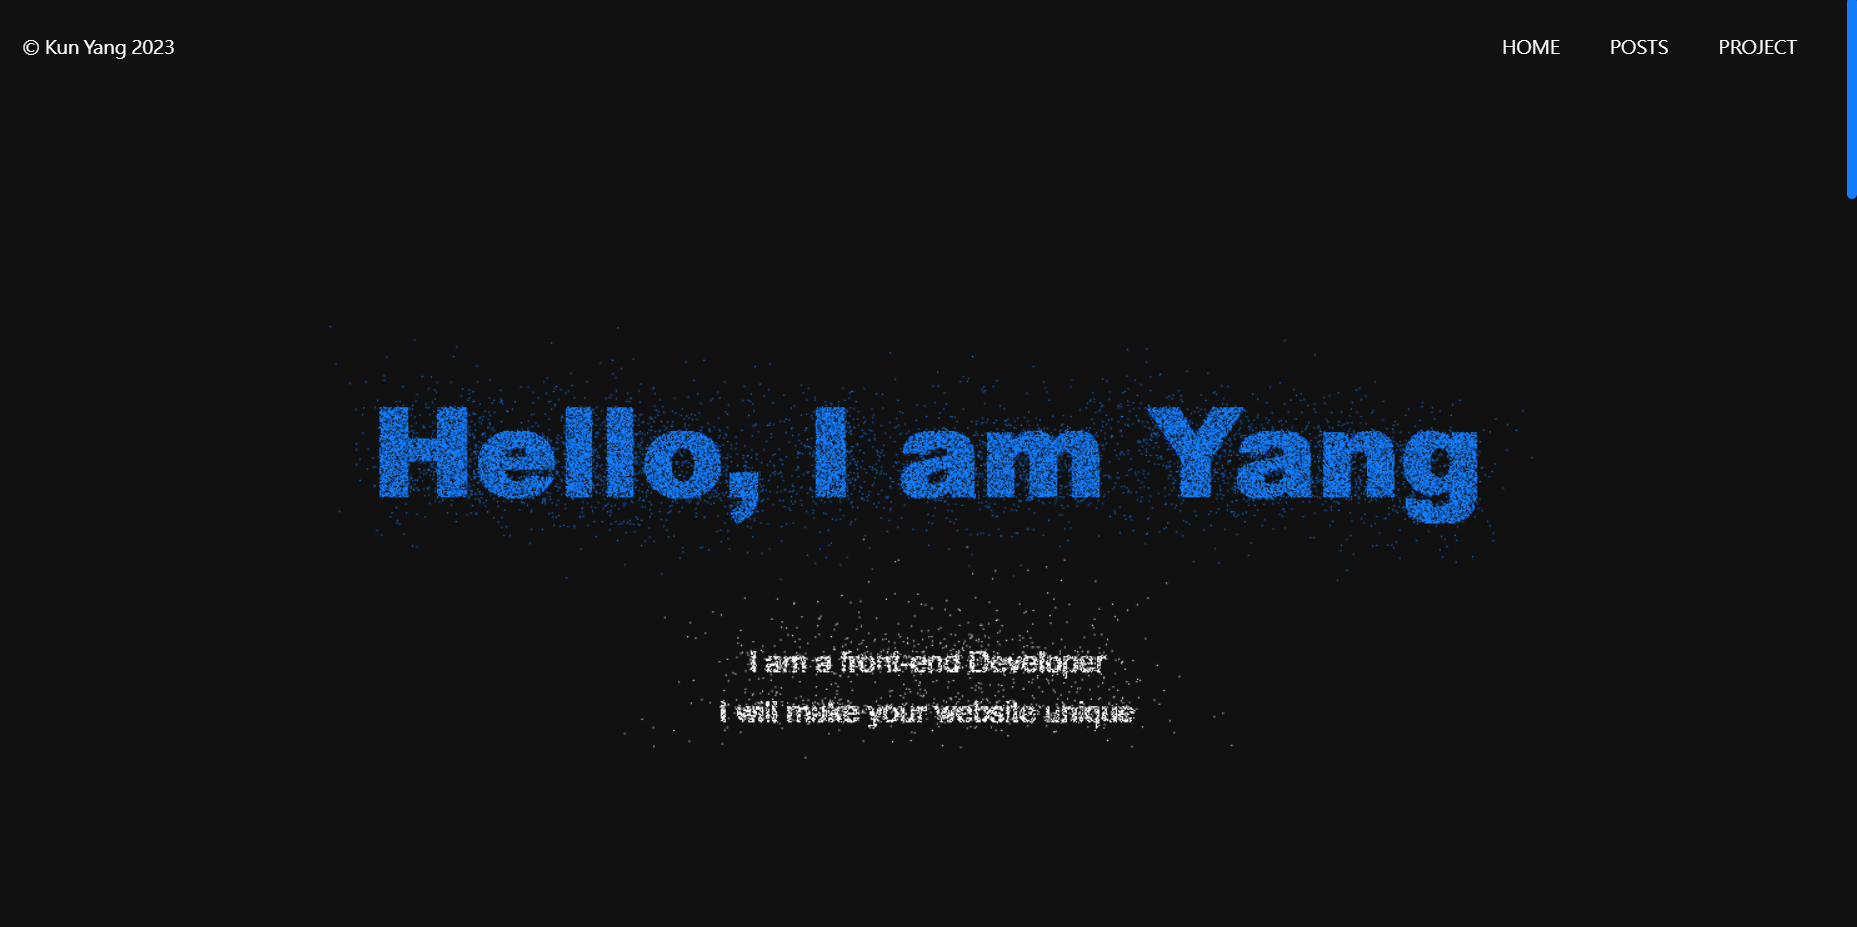 © Kun Yang 2023
HOME POSTS PROJECT
Hello, I am Yang
I am a front-end Developer
I will make your website unique